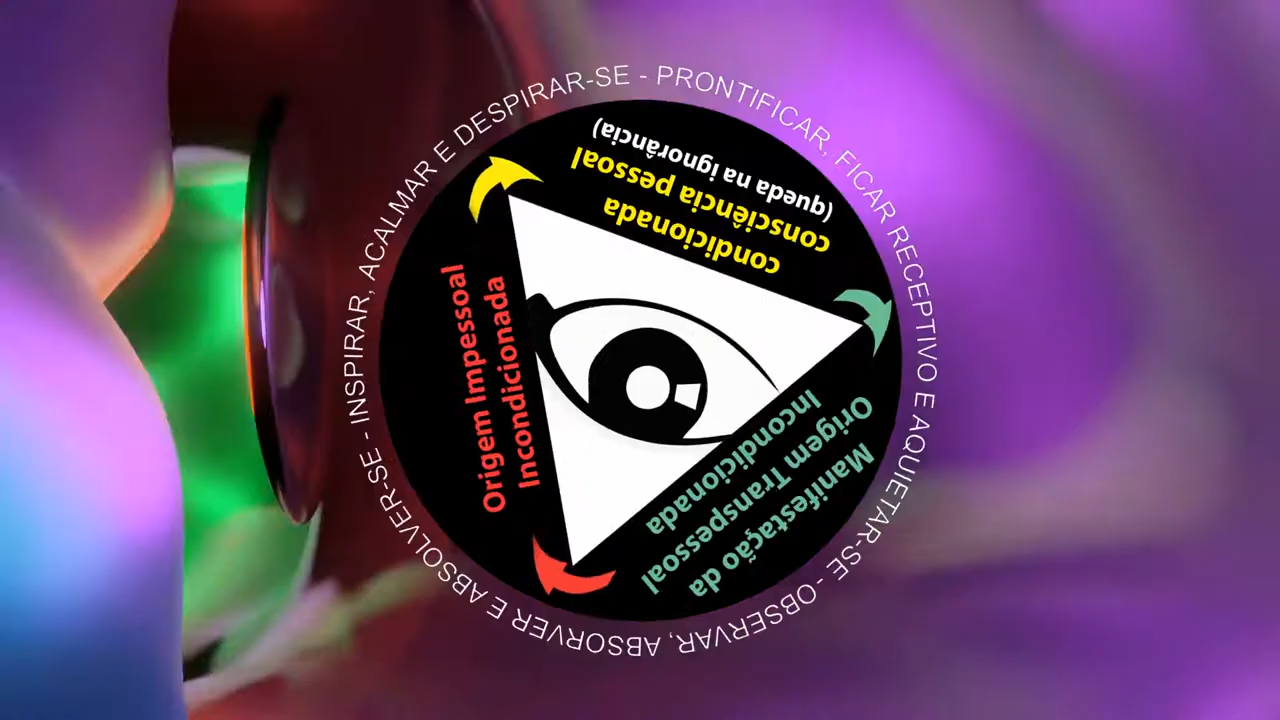 INSPIRAR, ACALMAR E DESPIRAR-SE - PRONTIFICAR, FICAR RECEPTIVO E AQUIETAR-SE - OBSERVAR, ABSORVER E ABSOLVER-SE -
Origem Impessoal
Incondicionada
condicionada
consciência pessoal
(queda na ignorância)
Manifestação da
Origem Transpessoal
Incondicionada